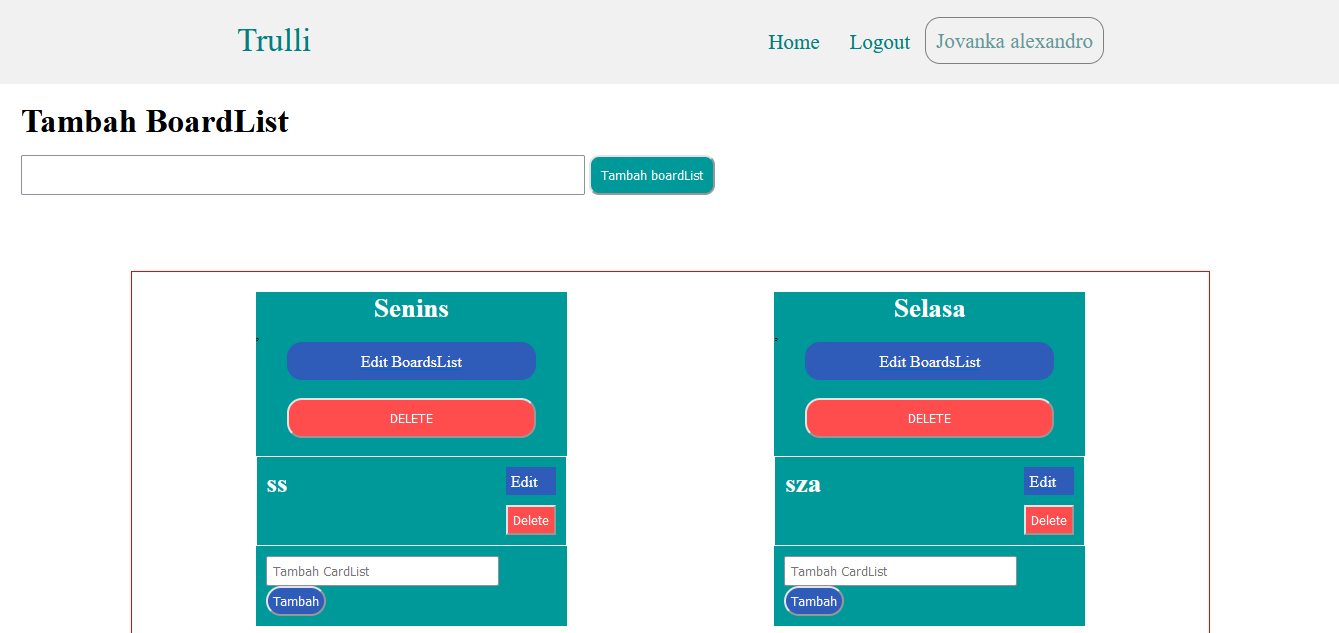 Trulli
Home Logout Jovanka alexandro
Tambah BoardList
Tambah boardList
Senins
Edit BoardsList
DELETE
ss
Edit
Delete
Tambah CardList
Tambah
Selasa
Edit BoardsList
DELETE
sza
Edit
Delete
Tambah CardList
Tambah